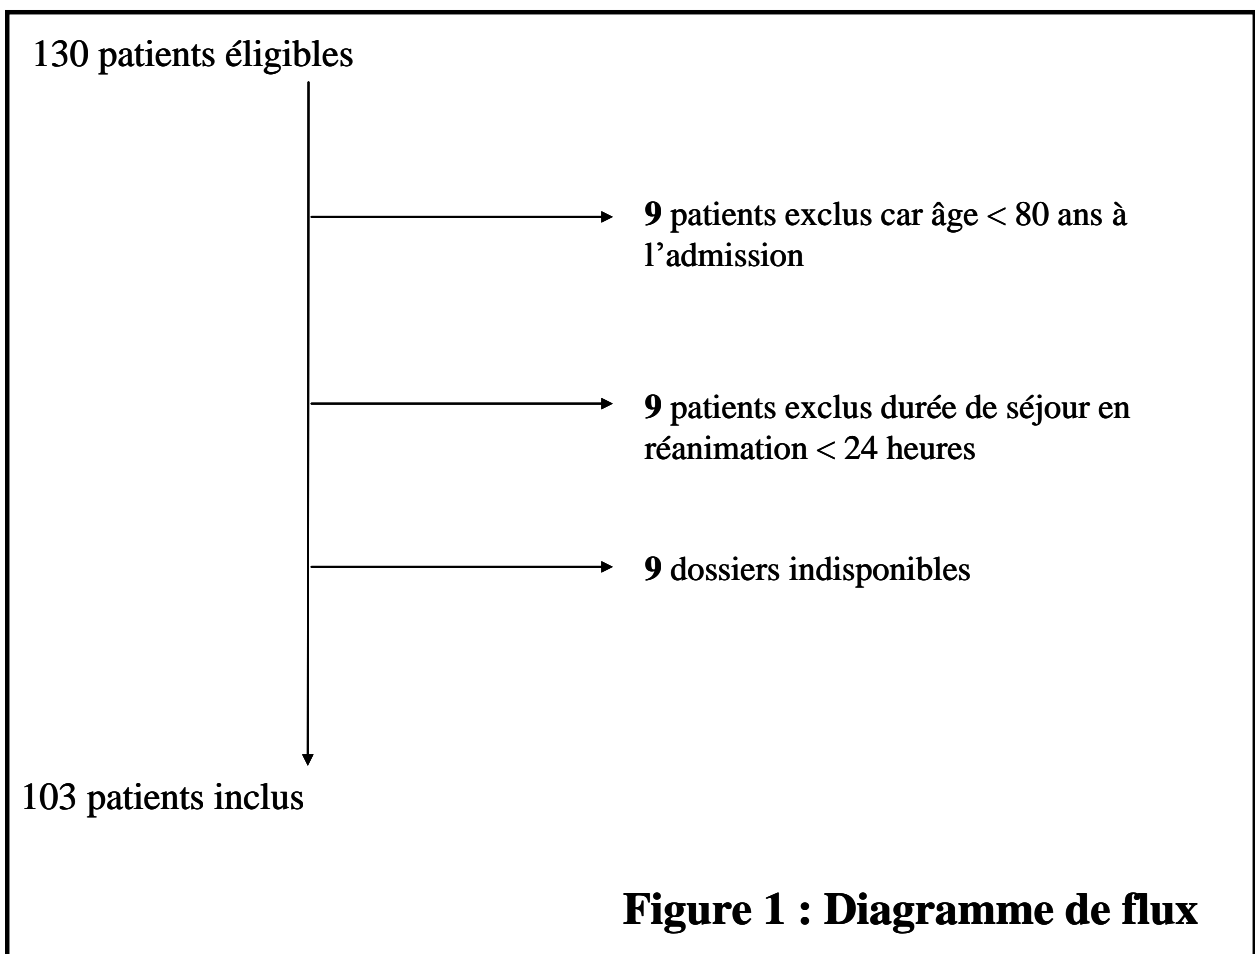 130 patients éligibles
9 patients exclus car âge < 80 ans à
l’admission
9 patients exclus durée de séjour en
réanimation < 24 heures
9 dossiers indisponibles
103 patients inclus
Figure 1 : Diagramme de flux